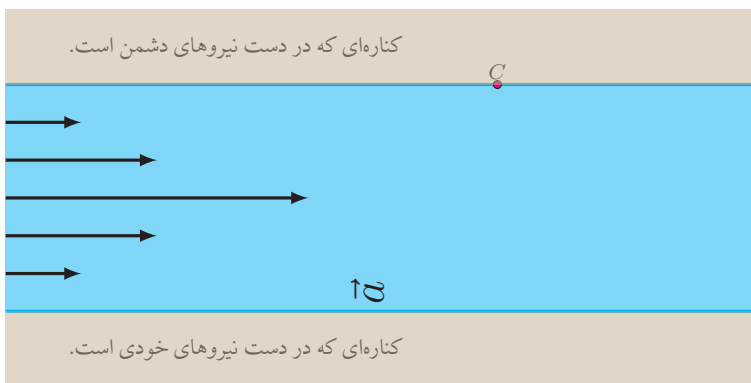 کناره‌ای که در دست نیروهای دشمن است.
C
a
کناره‌ای که در دست نیروهای خودی است.